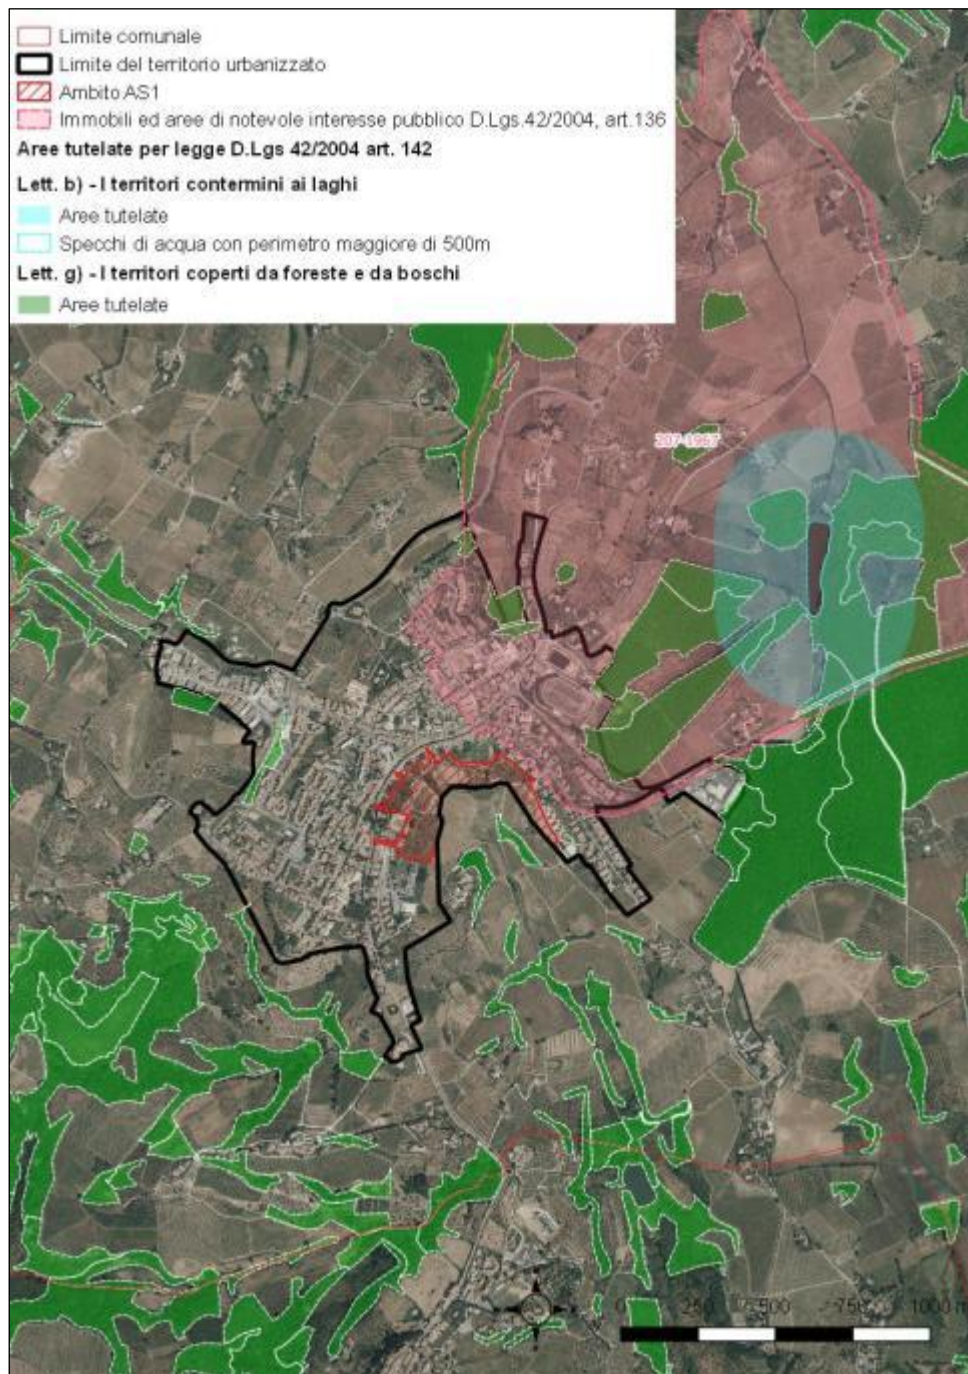 Limite comunale
Limite del territorio urbanizzato
Ambito AS1
Immobili ed aree di notevole interesse pubblico D.Lgs.42/2004, art.136
Aree tutelate per legge D.Lgs 42/2004 art. 142
Lett. b) - I territori contermini ai laghi
Aree tutelate
Specchi di acqua con perimetro maggiore di 500m
Lett. g) - I territori coperti da foreste e da boschi
Aree tutelate
207-1967
0 250 500 750 1000 m